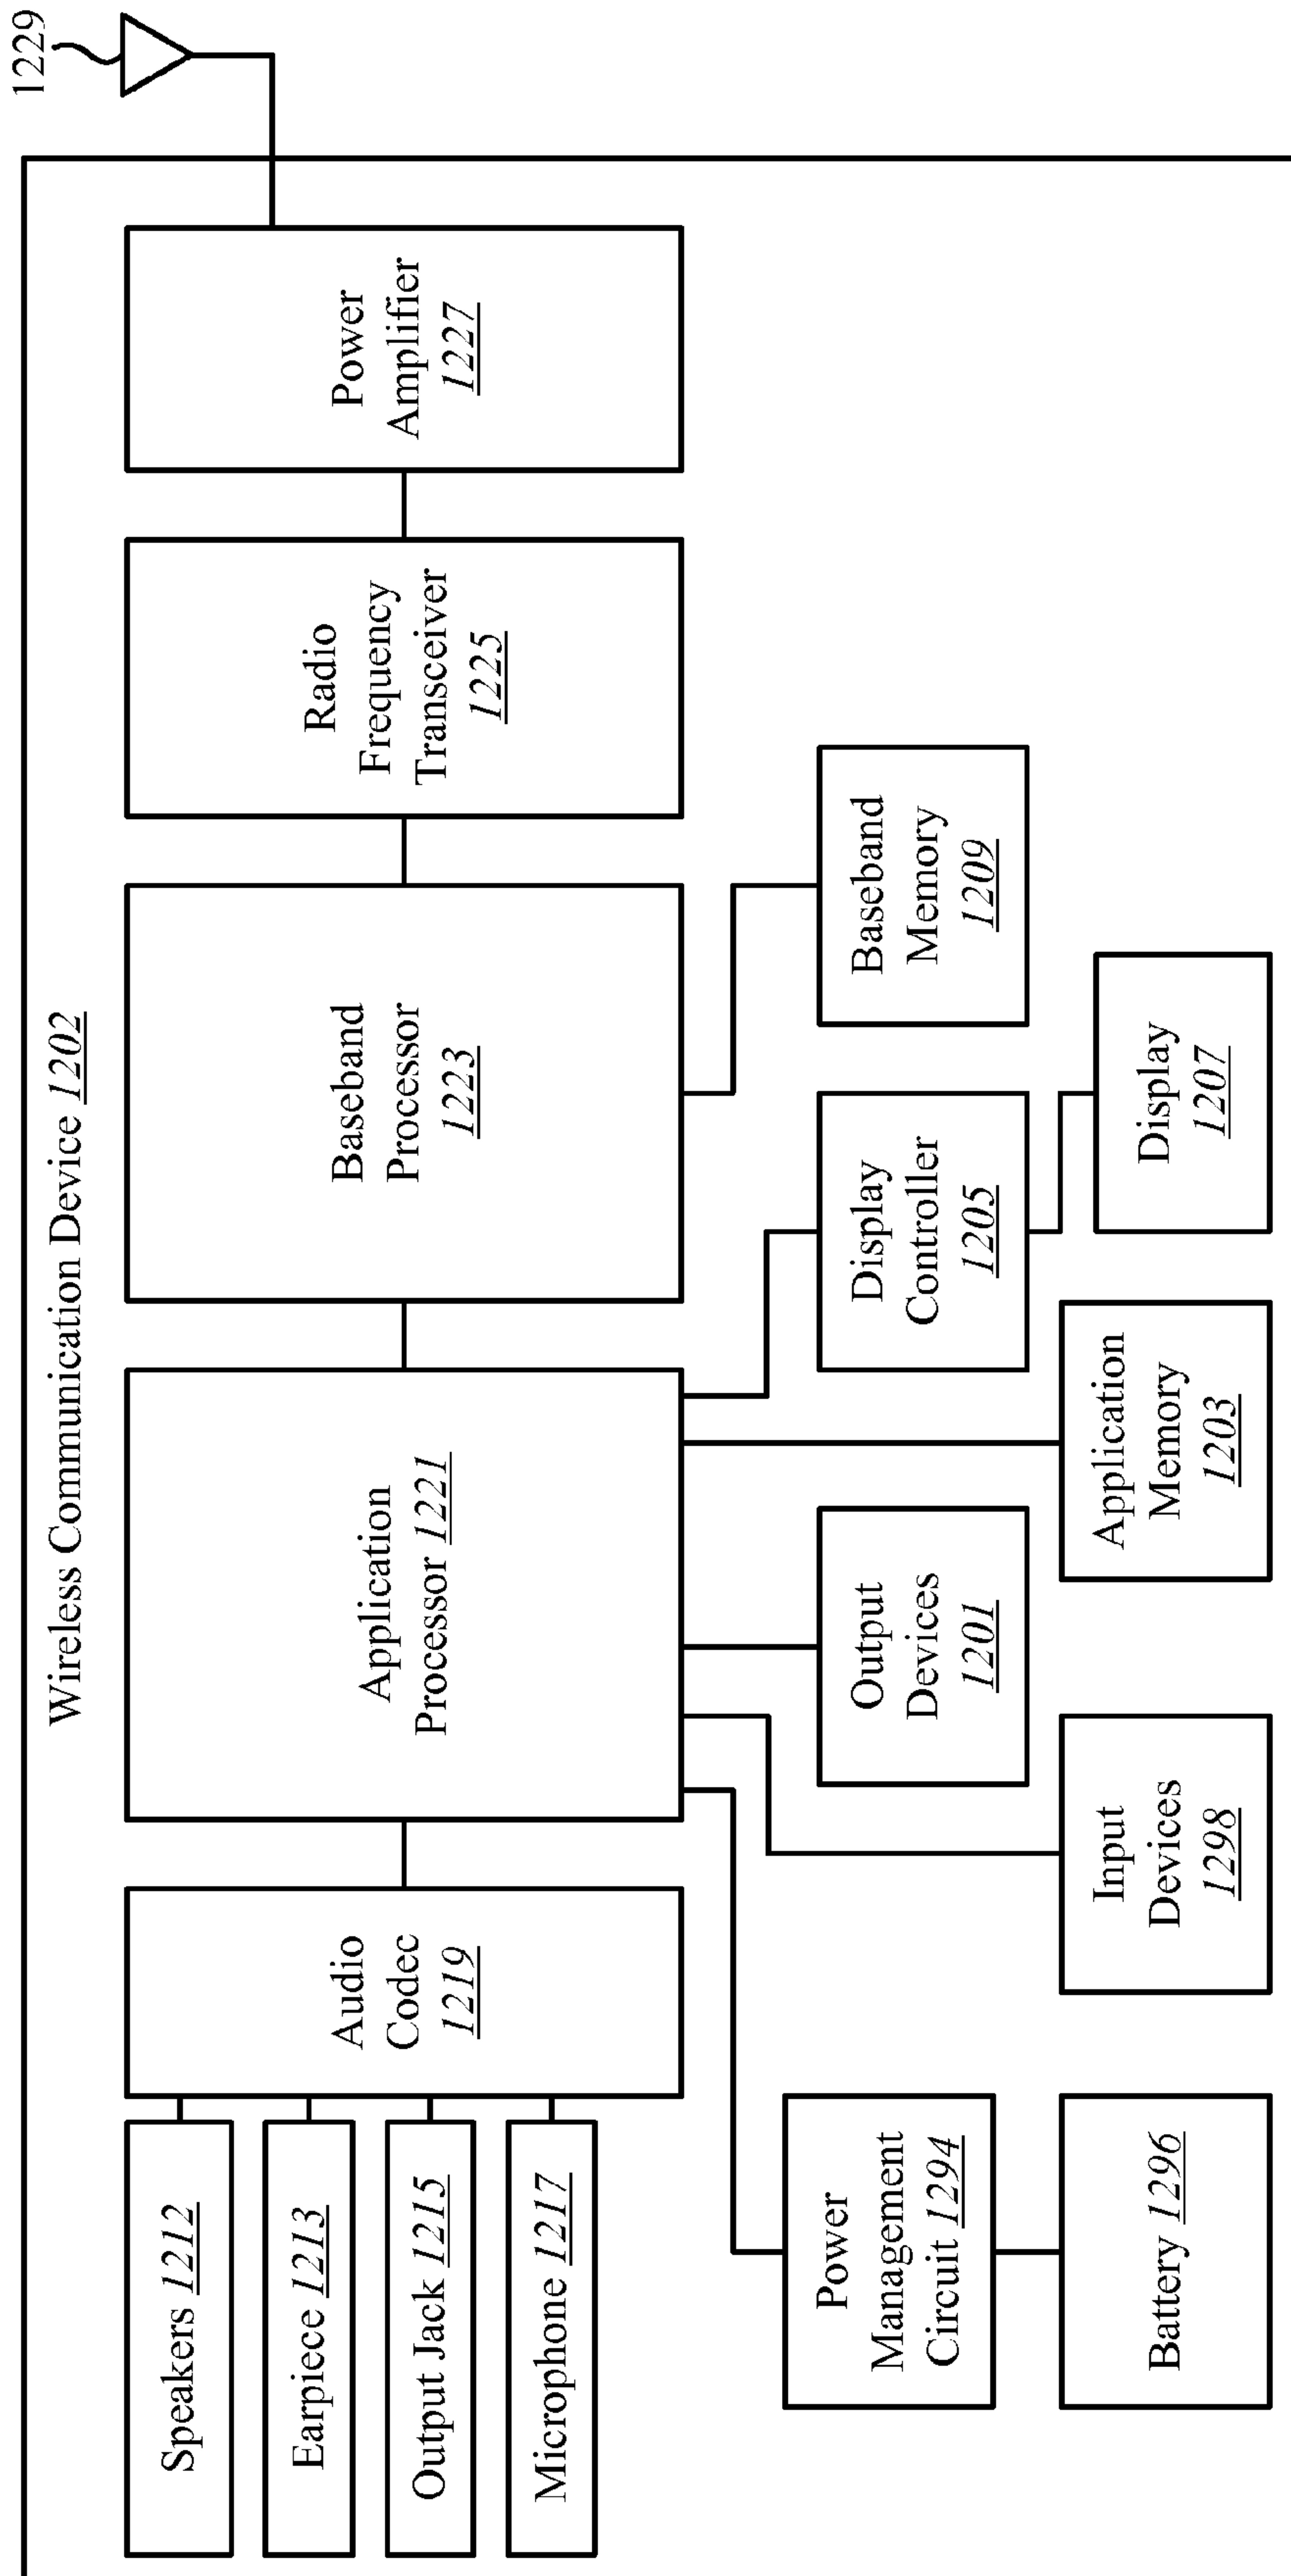 Wireless Communication Device 1202
1229
Speakers 1212
Earpiece 1213
Output Jack 1215
Microphone 1217
Audio
Codec
1219
Application
Processor 1221
Baseband
Processor
1223
Radio
Frequency
Transceiver
1225
Power
Amplifier
1227
Power
Management
Circuit 1294
Battery 1296
Input
Devices
1298
Output
Devices
1201
Application
Memory
1203
Display
Controller
1205
Display
1207
Baseband
Memory
1209